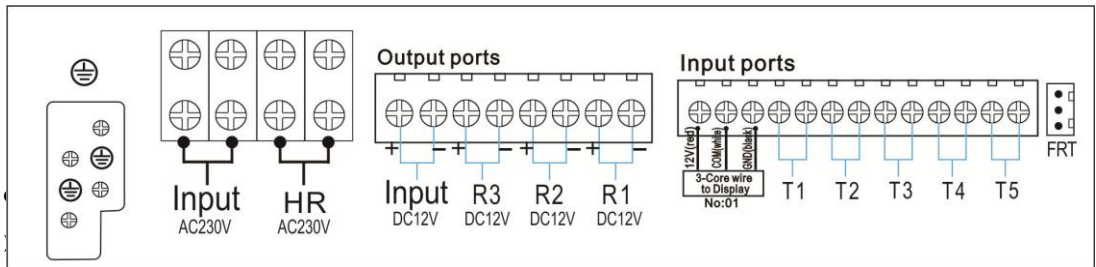 Output ports
+ − + − + − + −
Input R3 R2 R1
DC12V DC12V DC12V DC12V
Input HR
AC230V AC230V
Input ports
12V(red)
COM(white)
GND(black)
3-Core wire
to Display
No:01
T1 T2 T3 T4 T5
FRT